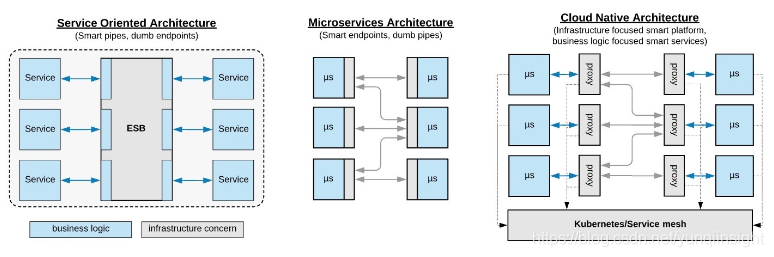 Service Oriented Architecture
(Smart pipes, dumb endpoints)
Service
Service
ESB
Service
Service
Service
Service
business logic
infrastructure concern
Microservices Architecture
(Smart endpoints, dumb pipes)
µs
µs
µs
µs
µs
µs
Cloud Native Architecture
(Infrastructure focused smart platform,
business logic focused smart services)
µs
proxy
proxy
µs
µs
proxy
proxy
µs
µs
proxy
proxy
µs
Kubernetes/Service mesh
https://blog.csdn.net/yunqiinsight